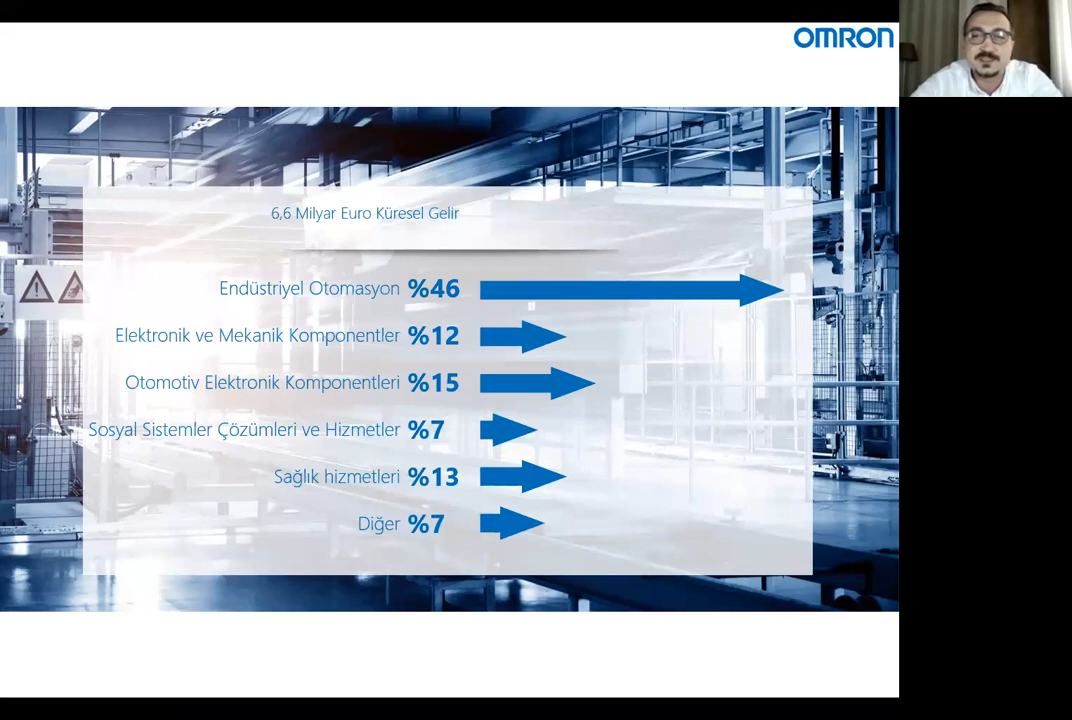 OMRON
6,6 Milyar Euro Küresel Gelir
Endüstriyel Otomasyon %46
Elektronik ve Mekanik Komponentler %12
Otomotiv Elektronik Komponentleri %15
Sosyal Sistemler Çözümleri ve Hizmetler %7
Sağlık hizmetleri %13
Diğer %7